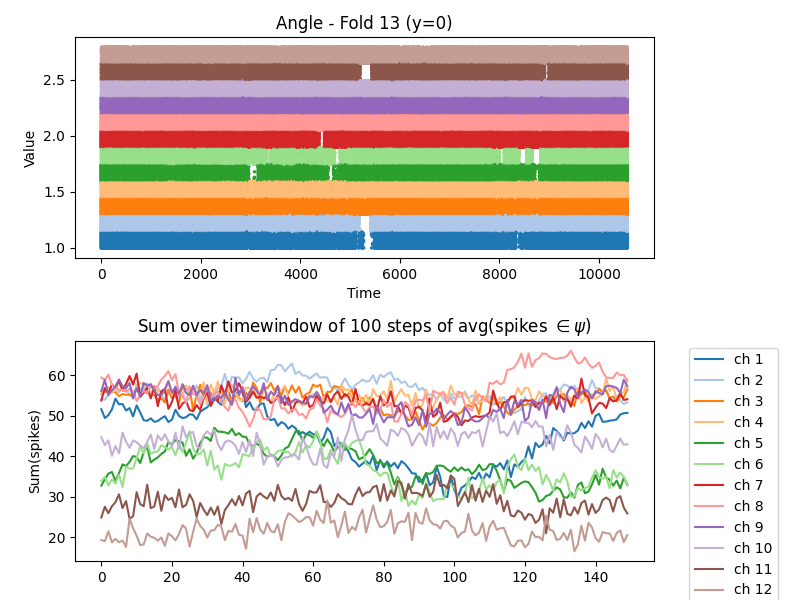 Angle - Fold 13 (y=0)
Value
2.5
2.0
1.5
1.0
0 2000 4000 6000 8000 10000
Time
Sum over timewindow of 100 steps of avg(spikes ∈ ψ)
Sum(spikes)
60
50
40
30
20
0 20 40 60 80 100 120 140
ch 1
ch 2
ch 3
ch 4
ch 5
ch 6
ch 7
ch 8
ch 9
ch 10
ch 11
ch 12